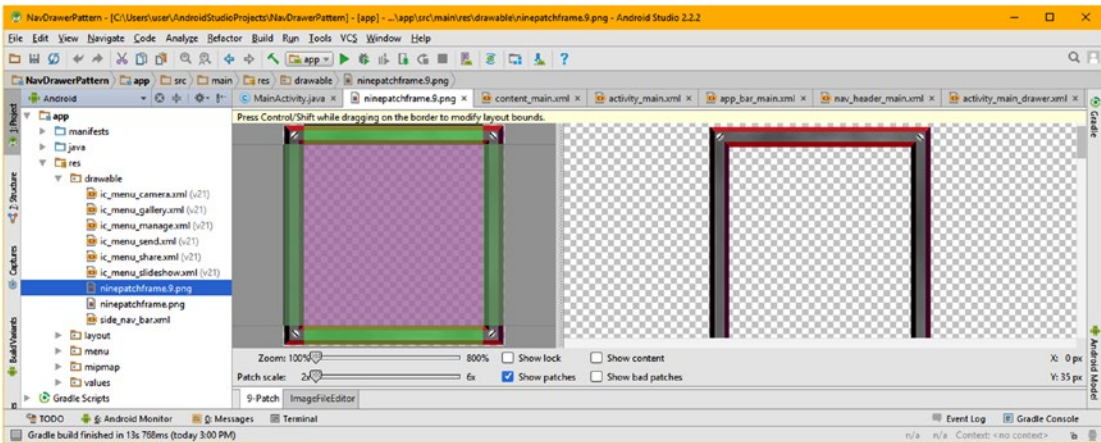 NavDrawerPattern - [C:\Users\user\AndroidStudioProjects\NavDrawerPattern] - [app] - ...\app\src\main\res\drawable\ninepatchframe.9.png - Android Studio 2.2.2
File Edit View Navigate Code Analyze Refactor Build Run Tools VCS Window Help
app
NavDrawerPattern app src main res drawable ninepatchframe.9.png
Android MainActivity.java ninepatchframe.9.png content_main.xml activity_main.xml app_bar_main.xml nav_header_main.xml activity_main_drawer.xml
Press Control/Shift while dragging on the border to modify layout bounds.
1: Project
2: Structure
Captures
Build Variants
app
manifests
java
res
drawable
ic_menu_camera.xml (v21)
ic_menu_gallery.xml (v21)
ic_menu_manage.xml (v21)
ic_menu_send.xml (v21)
ic_menu_share.xml (v21)
ic_menu_slideshow.xml (v21)
ninepatchframe.9.png
ninepatchframe.png
side_nav_bar.xml
layout
menu
mipmap
values
Gradle Scripts
Gradle
Android Model
Zoom: 100% 800% Show lock Show content X: 0 px
Patch scale: 2x 6x Show patches Show bad patches Y: 35 px
9-Patch ImageFileEditor
TODO 6: Android Monitor 0: Messages Terminal Event Log Gradle Console
Gradle build finished in 13s 768ms (today 3:00 PM) n/a n/a Context: <no context>